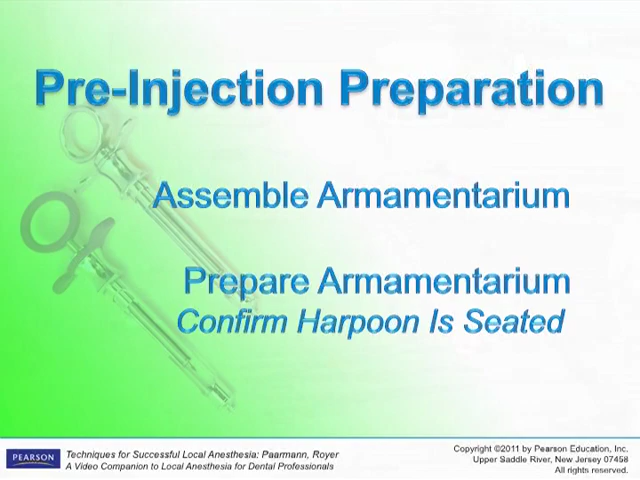 Pre-Injection Preparation
Assemble Armamentarium
Prepare Armamentarium
Confirm Harpoon Is Seated
PEARSON
Techniques for Successful Local Anesthesia: Paarmann, Royer
A Video Companion to Local Anesthesia for Dental Professionals
Copyright ©2011 by Pearson Education, Inc.
Upper Saddle River, New Jersey 07458
All rights reserved.